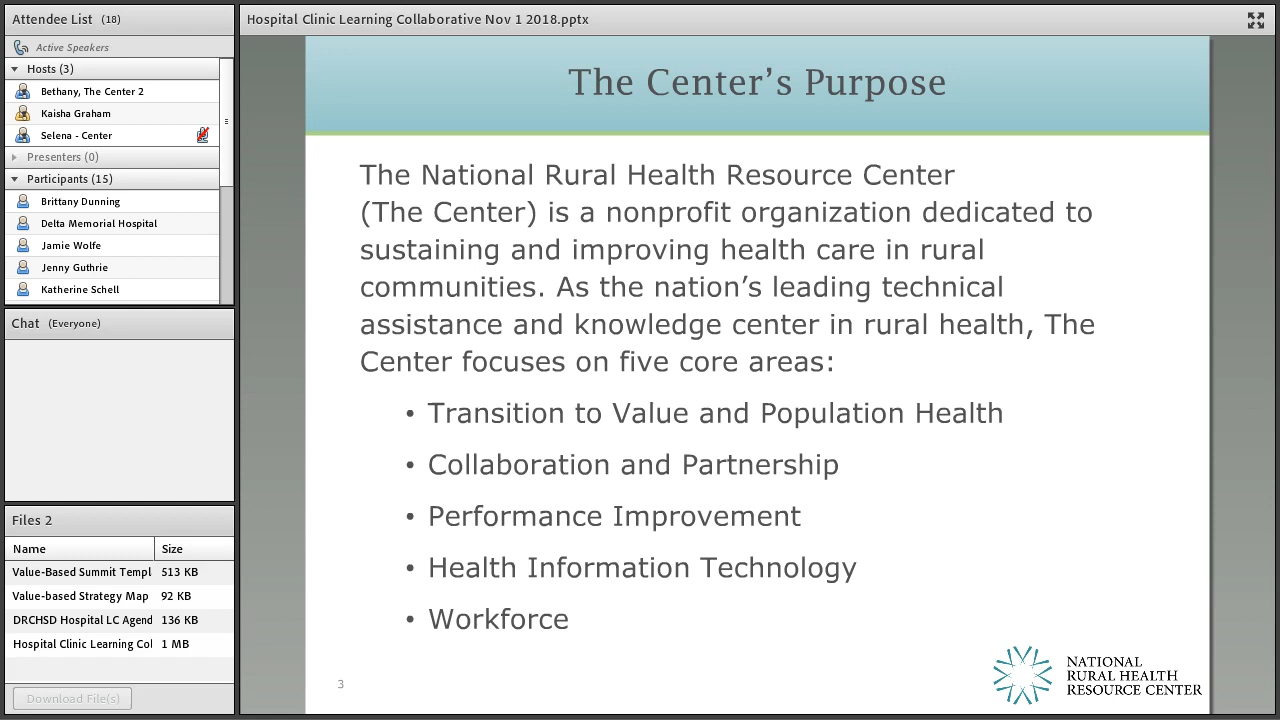 Attendee List (18)
Active Speakers
Hosts (3)
Bethany, The Center 2
Kaisha Graham
Selena - Center
Presenters (0)
Participants (15)
Brittany Dunning
Delta Memorial Hospital
Jamie Wolfe
Jenny Guthrie
Katherine Schell
Chat (Everyone)
Files 2
Name Size
Value-Based Summit Templ 513 KB
Value-based Strategy Map 92 KB
DRCHSD Hospital LC Agend 136 KB
Hospital Clinic Learning Col 1 MB
Download File(s)
Hospital Clinic Learning Collaborative Nov 1 2018.pptx
The Center’s Purpose
The National Rural Health Resource Center
(The Center) is a nonprofit organization dedicated to
sustaining and improving health care in rural
communities. As the nation’s leading technical
assistance and knowledge center in rural health, The
Center focuses on five core areas:
• Transition to Value and Population Health
• Collaboration and Partnership
• Performance Improvement
• Health Information Technology
• Workforce
3
NATIONAL
RURAL HEALTH
RESOURCE CENTER